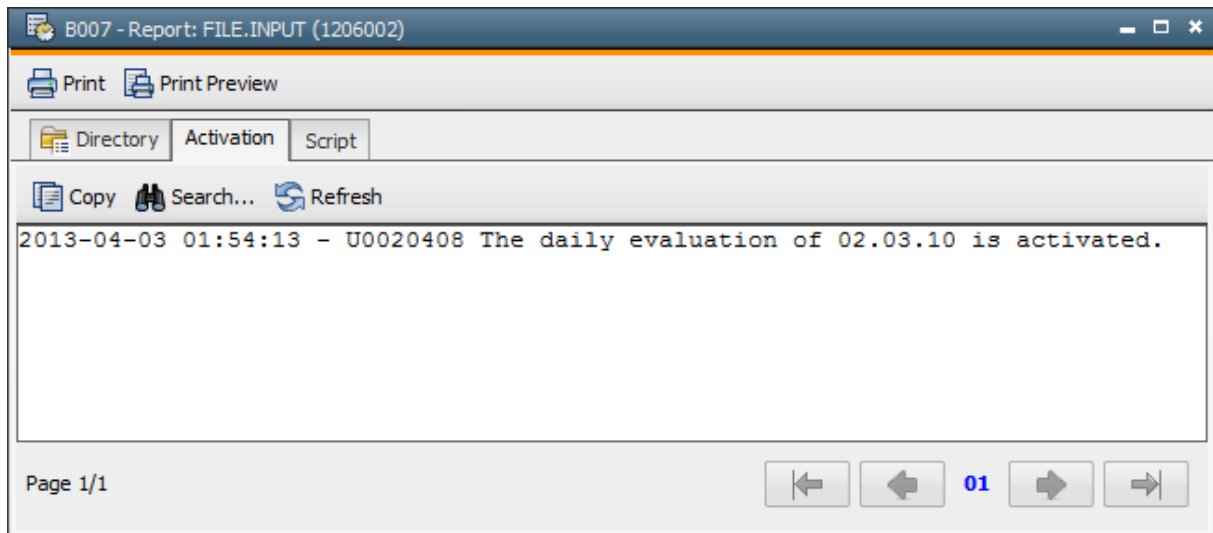 B007 - Report: FILE.INPUT (1206002)
Print Print Preview
Directory Activation Script
Copy Search... Refresh
2013-04-03 01:54:13 - U0020408 The daily evaluation of 02.03.10 is activated.
Page 1/1 01